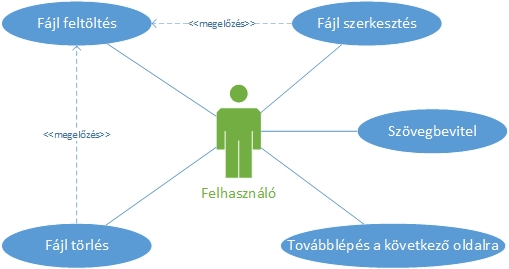 Fájl feltöltés
<<megelőzés>>
Fájl szerkesztés
<<megelőzés>>
Szövegbevitel
Felhasználó
Fájl törlés
Továbblépés a következő oldalra